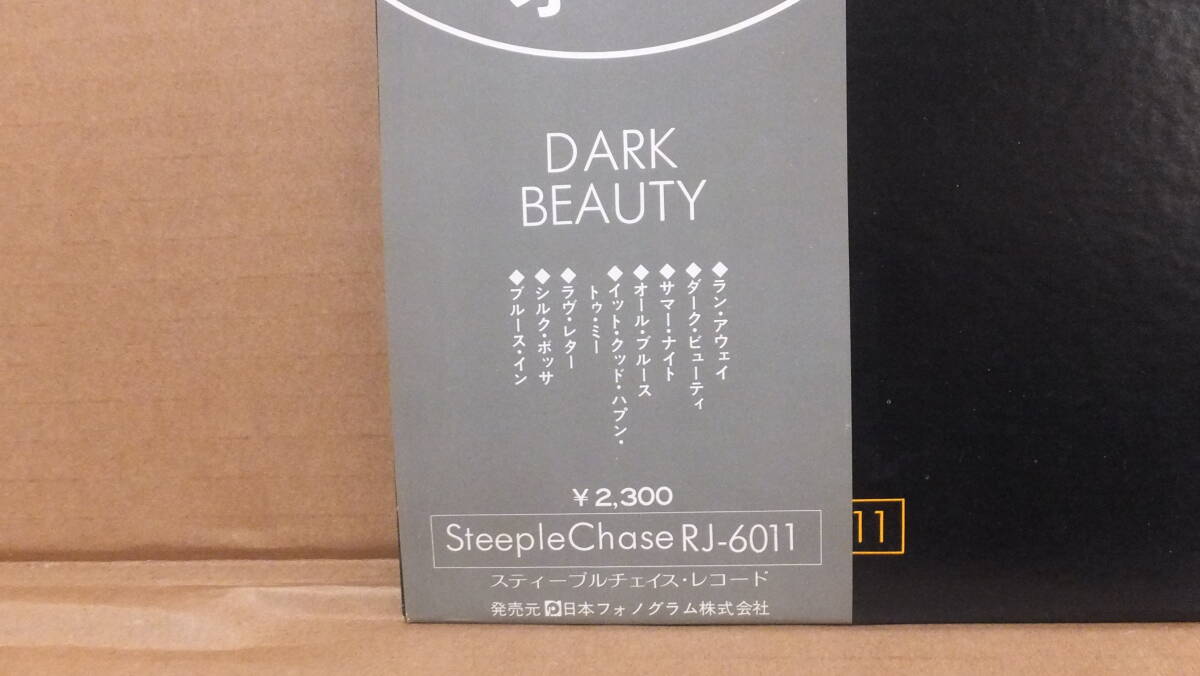 DARK
BEAUTY
◆ラン・アウェイ
◆ダーク・ビューティ
◆サマー・ナイト
◆オール・ブルース
◆イット・クッド・ハプン・
トゥ・ミー
◆ラヴ・レター
◆シルク・ボッサ
◆ブルース・イン
¥2,300
SteepleChase RJ-6011
11
スティープルチェイス・レコード
発売元 日本フォノグラム株式会社